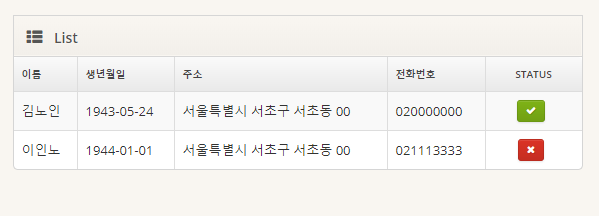 List
이름 생년월일 주소 전화번호 STATUS
김노인 1943-05-24 서울특별시 서초구 서초동 00 020000000
이인노 1944-01-01 서울특별시 서초구 서초동 00 021113333